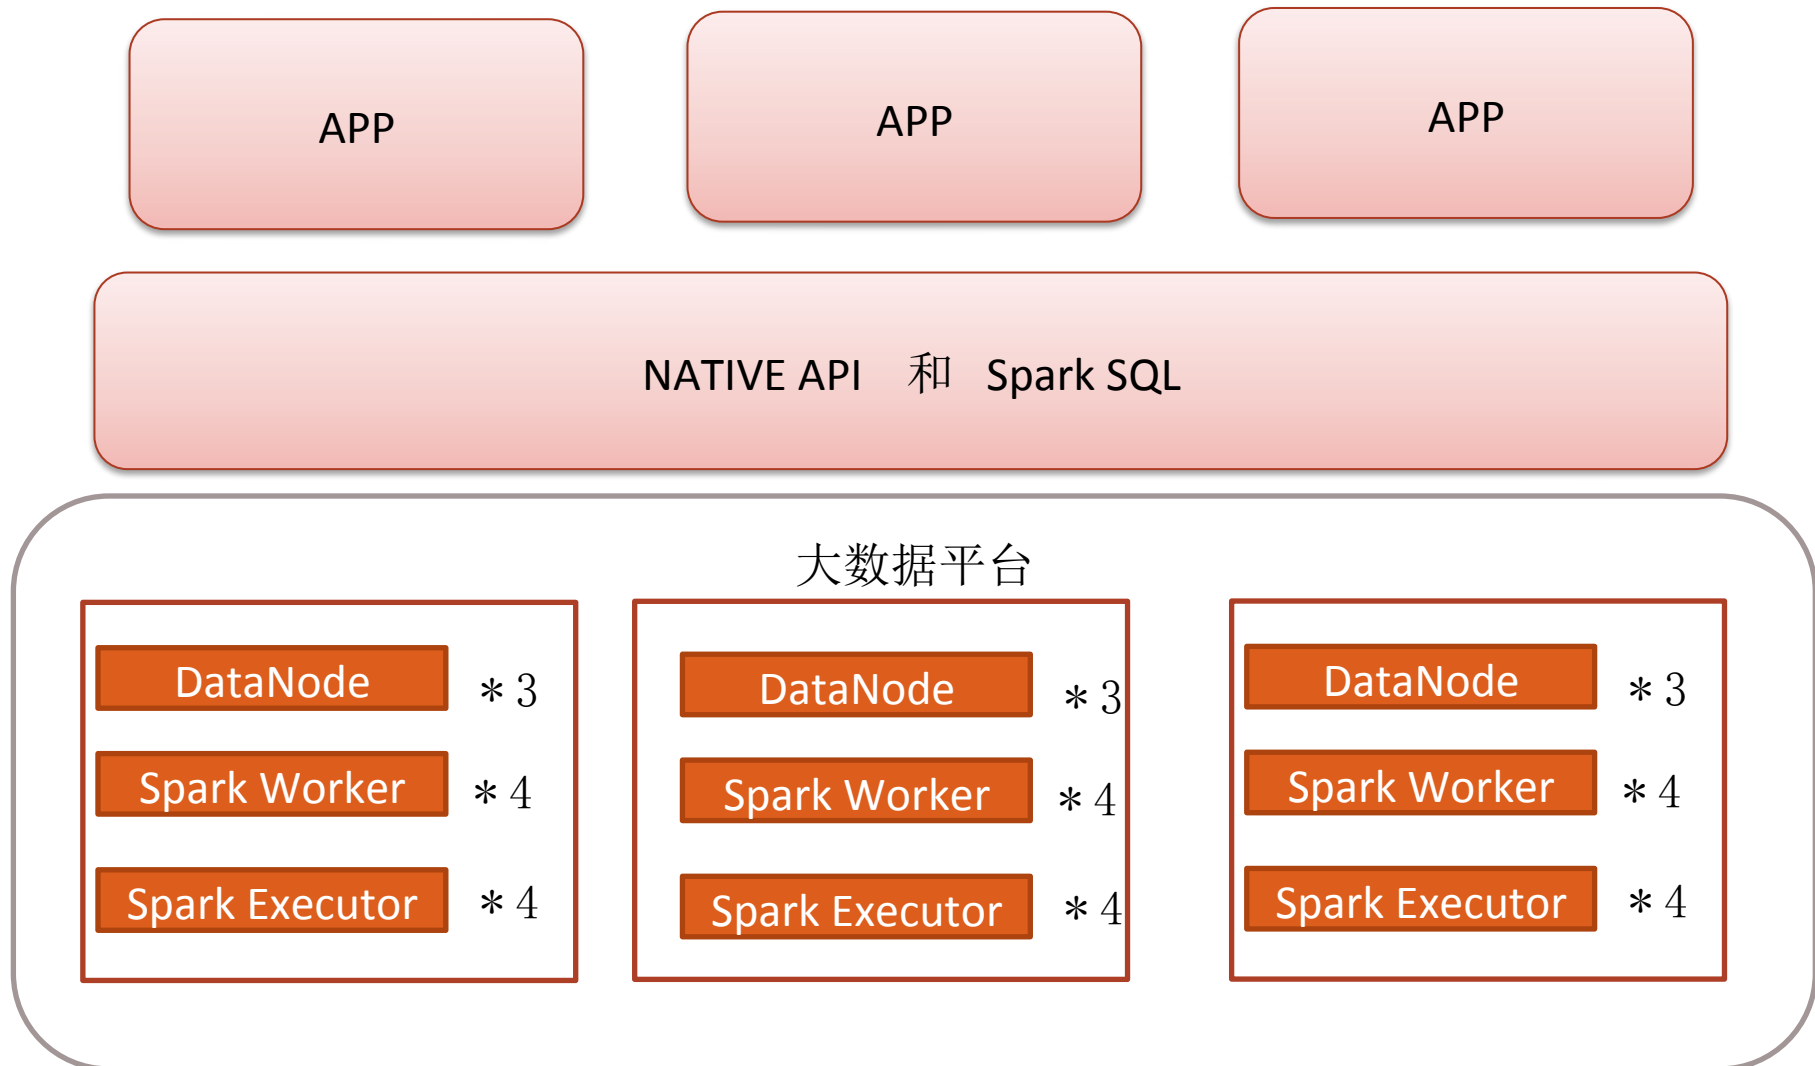 APP
APP
APP
NATIVE API 和 Spark SQL
大数据平台
DataNode *3
Spark Worker *4
Spark Executor *4
DataNode *3
Spark Worker *4
Spark Executor *4
DataNode *3
Spark Worker *4
Spark Executor *4